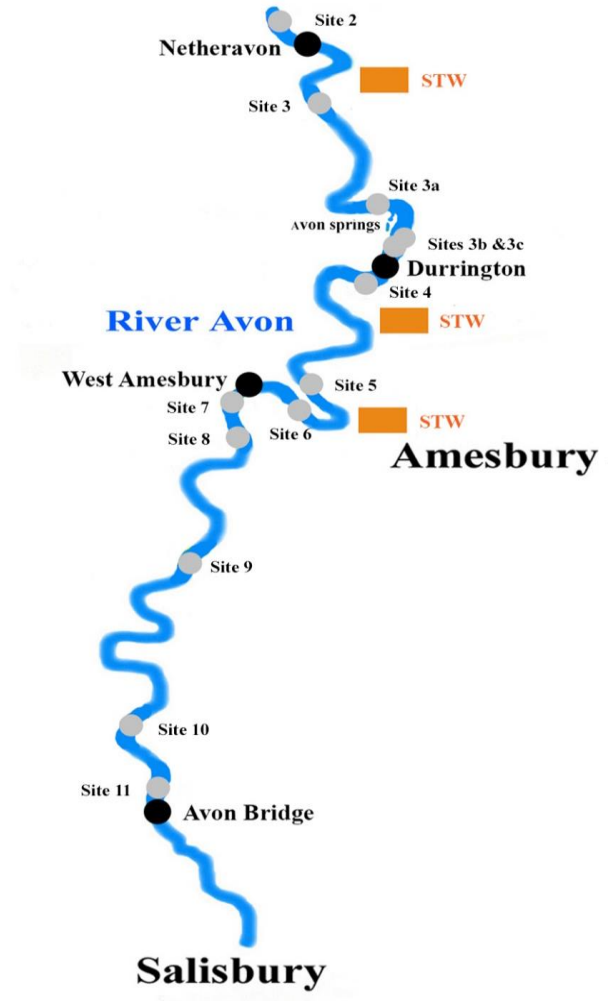 Site 2
Netheravon
STW
Site 3
Site 3a
Avon springs
Sites 3b &3c
Durrington
Site 4
River Avon
STW
West Amesbury
Site 5
Site 7
STW
Site 6
Site 8
Amesbury
Site 9
Site 10
Site 11
Avon Bridge
Salisbury